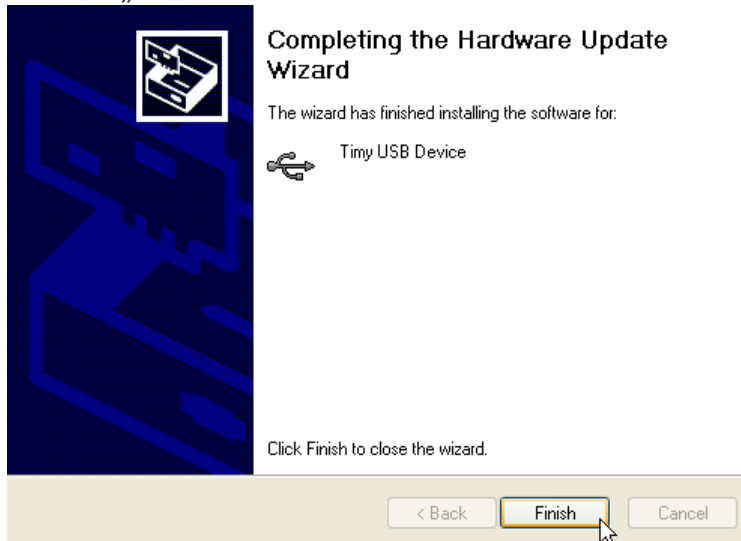 Completing the Hardware Update
Wizard
The wizard has finished installing the software for:
Timy USB Device
Click Finish to close the wizard.
< Back
Finish
Cancel